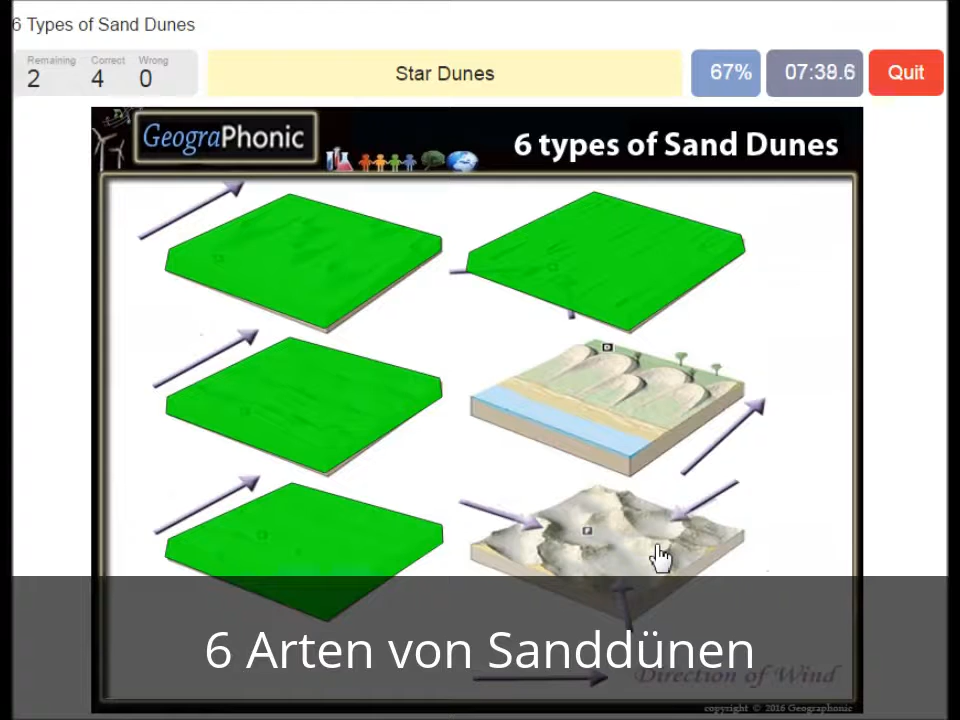 6 Types of Sand Dunes
Remaining Correct Wrong
2 4 0
Star Dunes
67%
07:38.6
Quit
GeograPhonic
6 types of Sand Dunes
D
F
6 Arten von Sanddünen
Direction of Wind
copyright © 2016 Geographonic